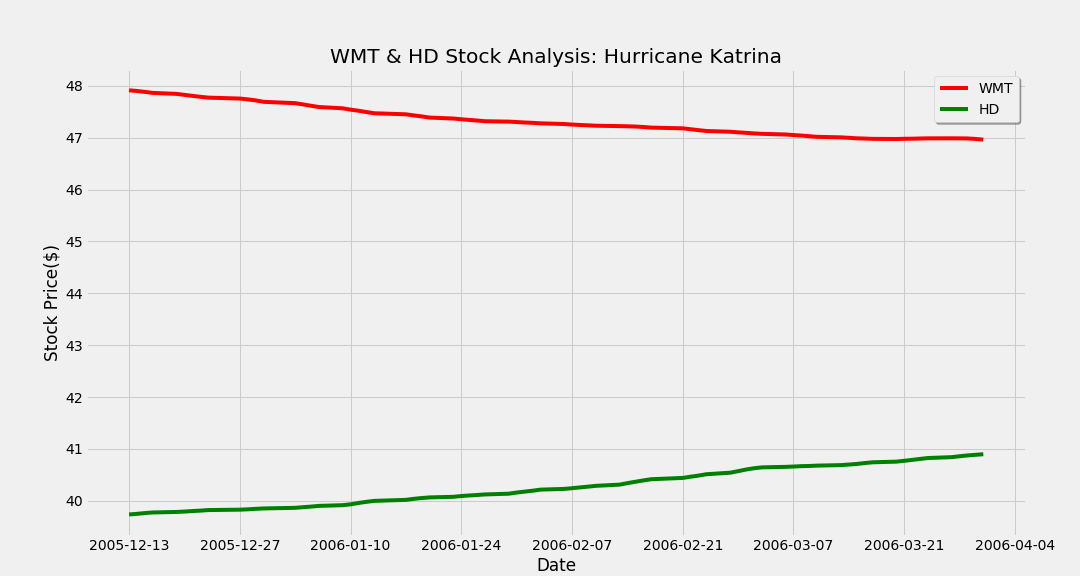 WMT & HD Stock Analysis: Hurricane Katrina
WMT
HD
Stock Price($)
48
47
46
45
44
43
42
41
40
2005-12-13 2005-12-27 2006-01-10 2006-01-24 2006-02-07 2006-02-21 2006-03-07 2006-03-21 2006-04-04
Date